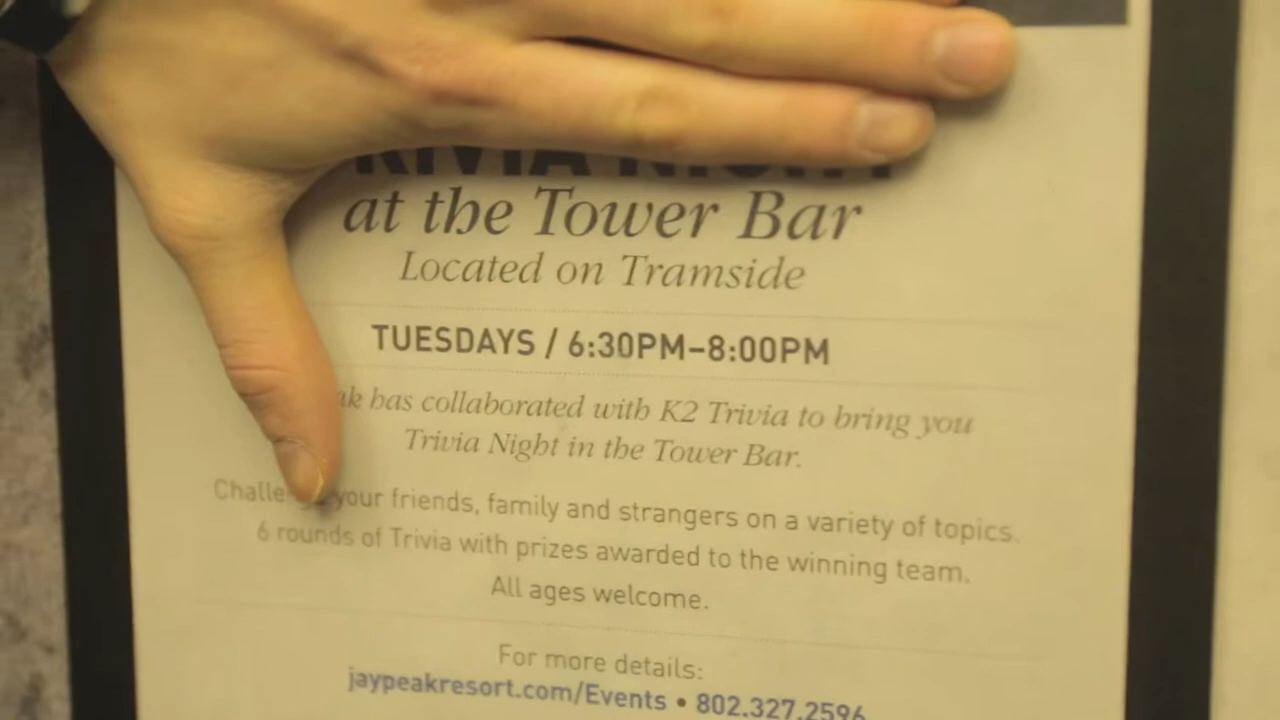 TRIVIA NIGHT
at the Tower Bar
Located on Tramside
TUESDAYS / 6:30PM–8:00PM
has collaborated with K2 Trivia to bring you
Trivia Night in the Tower Bar.
your friends, family and strangers on a variety of topics.
6 rounds of Trivia with prizes awarded to the winning team.
All ages welcome.
For more details:
jaypeakresort.com/Events • 802.327.2596